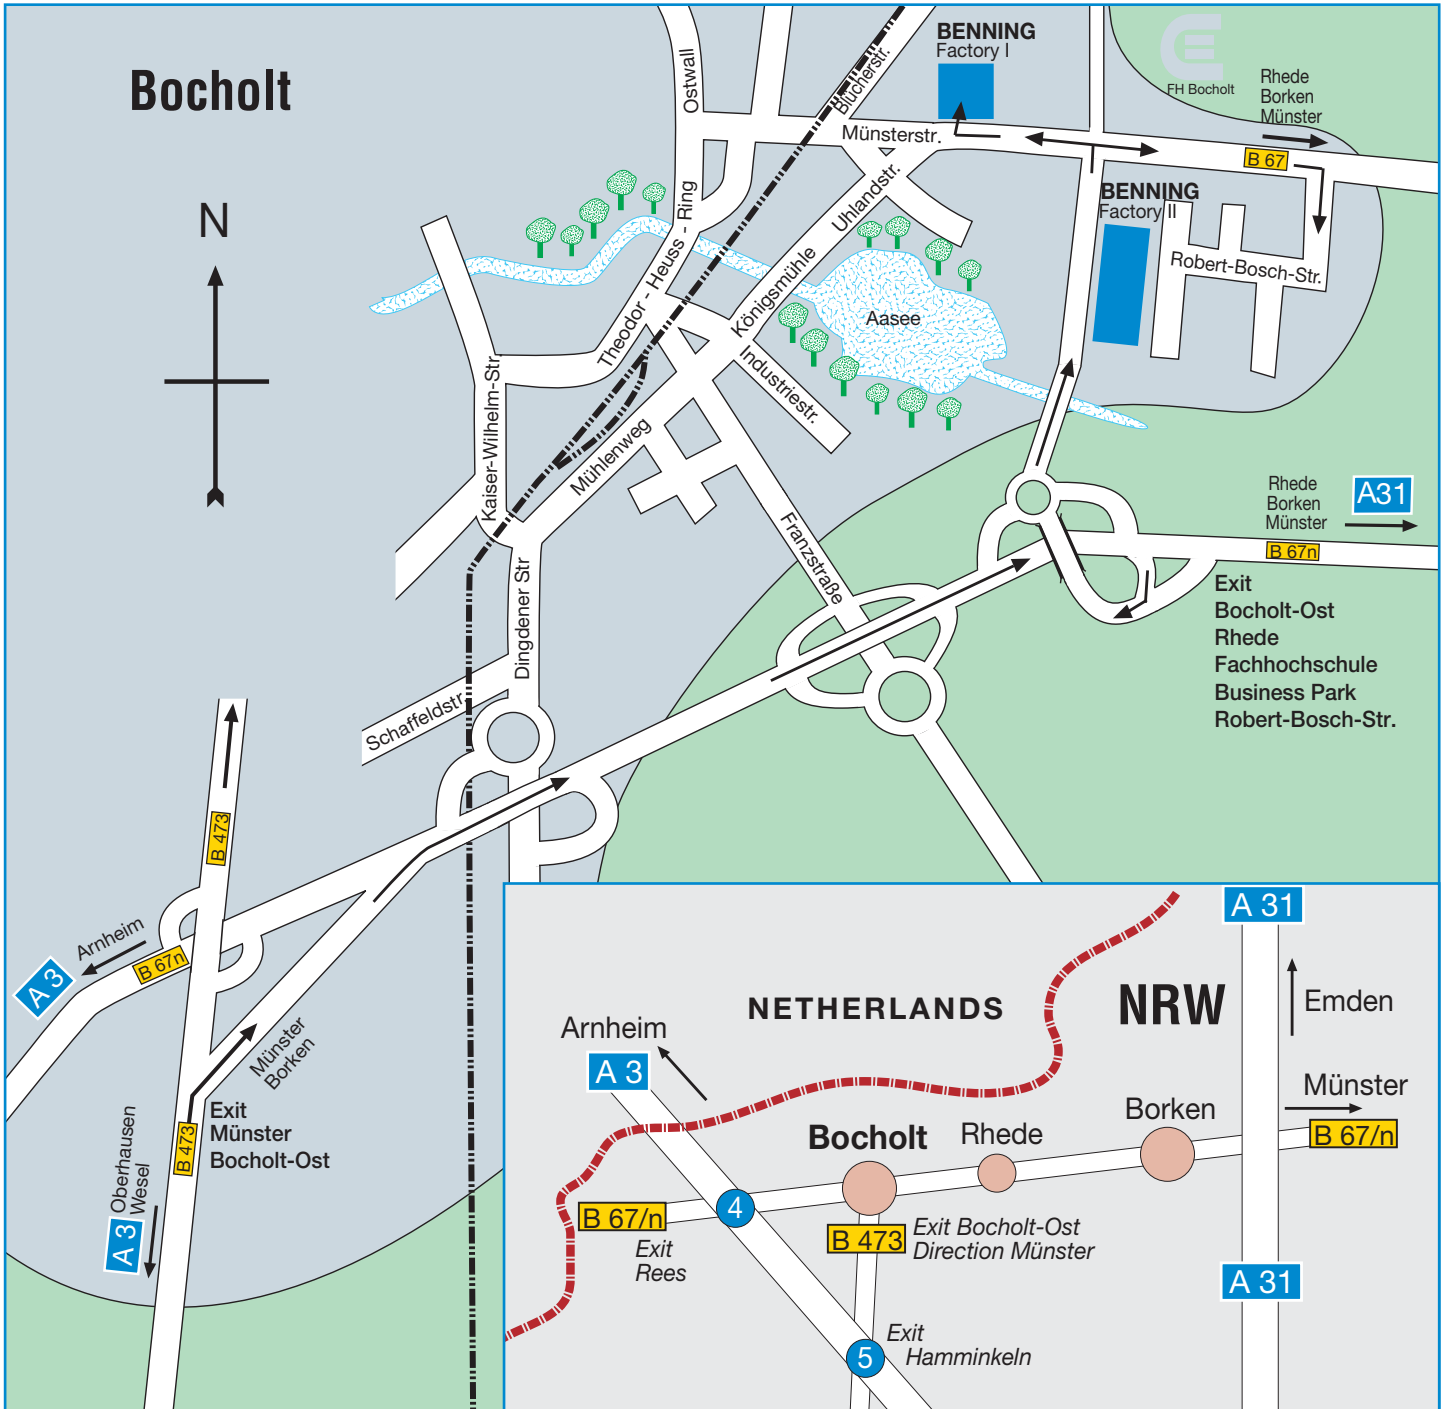 Bocholt
N
BENNING
Factory I
FH Bocholt
Rhede
Borken
Münster
B 67
Ostwall
Blücherstr.
Münsterstr.
BENNING
Factory II
Robert-Bosch-Str.
Uhlandstr.
Königsmühle
Theodor - Heuss - Ring
Aasee
Industriestr.
Kaiser-Wilhelm-Str.
Mühlenweg
Franzstraße
Dingdener Str
Schaffeldstr.
Rhede
Borken
Münster
A31
B 67n
Exit
Bocholt-Ost
Rhede
Fachhochschule
Business Park
Robert-Bosch-Str.
B 473
Arnheim
A 3
B 67n
Münster
Borken
Exit
Münster
Bocholt-Ost
B 473
Oberhausen
Wesel
A 3
A 31
NETHERLANDS
NRW
Emden
Arnheim
A 3
Münster
B 67/n
Borken
Rhede
Bocholt
4
B 67/n
Exit
Rees
B 473
Exit Bocholt-Ost
Direction Münster
A 31
5
Exit
Hamminkeln